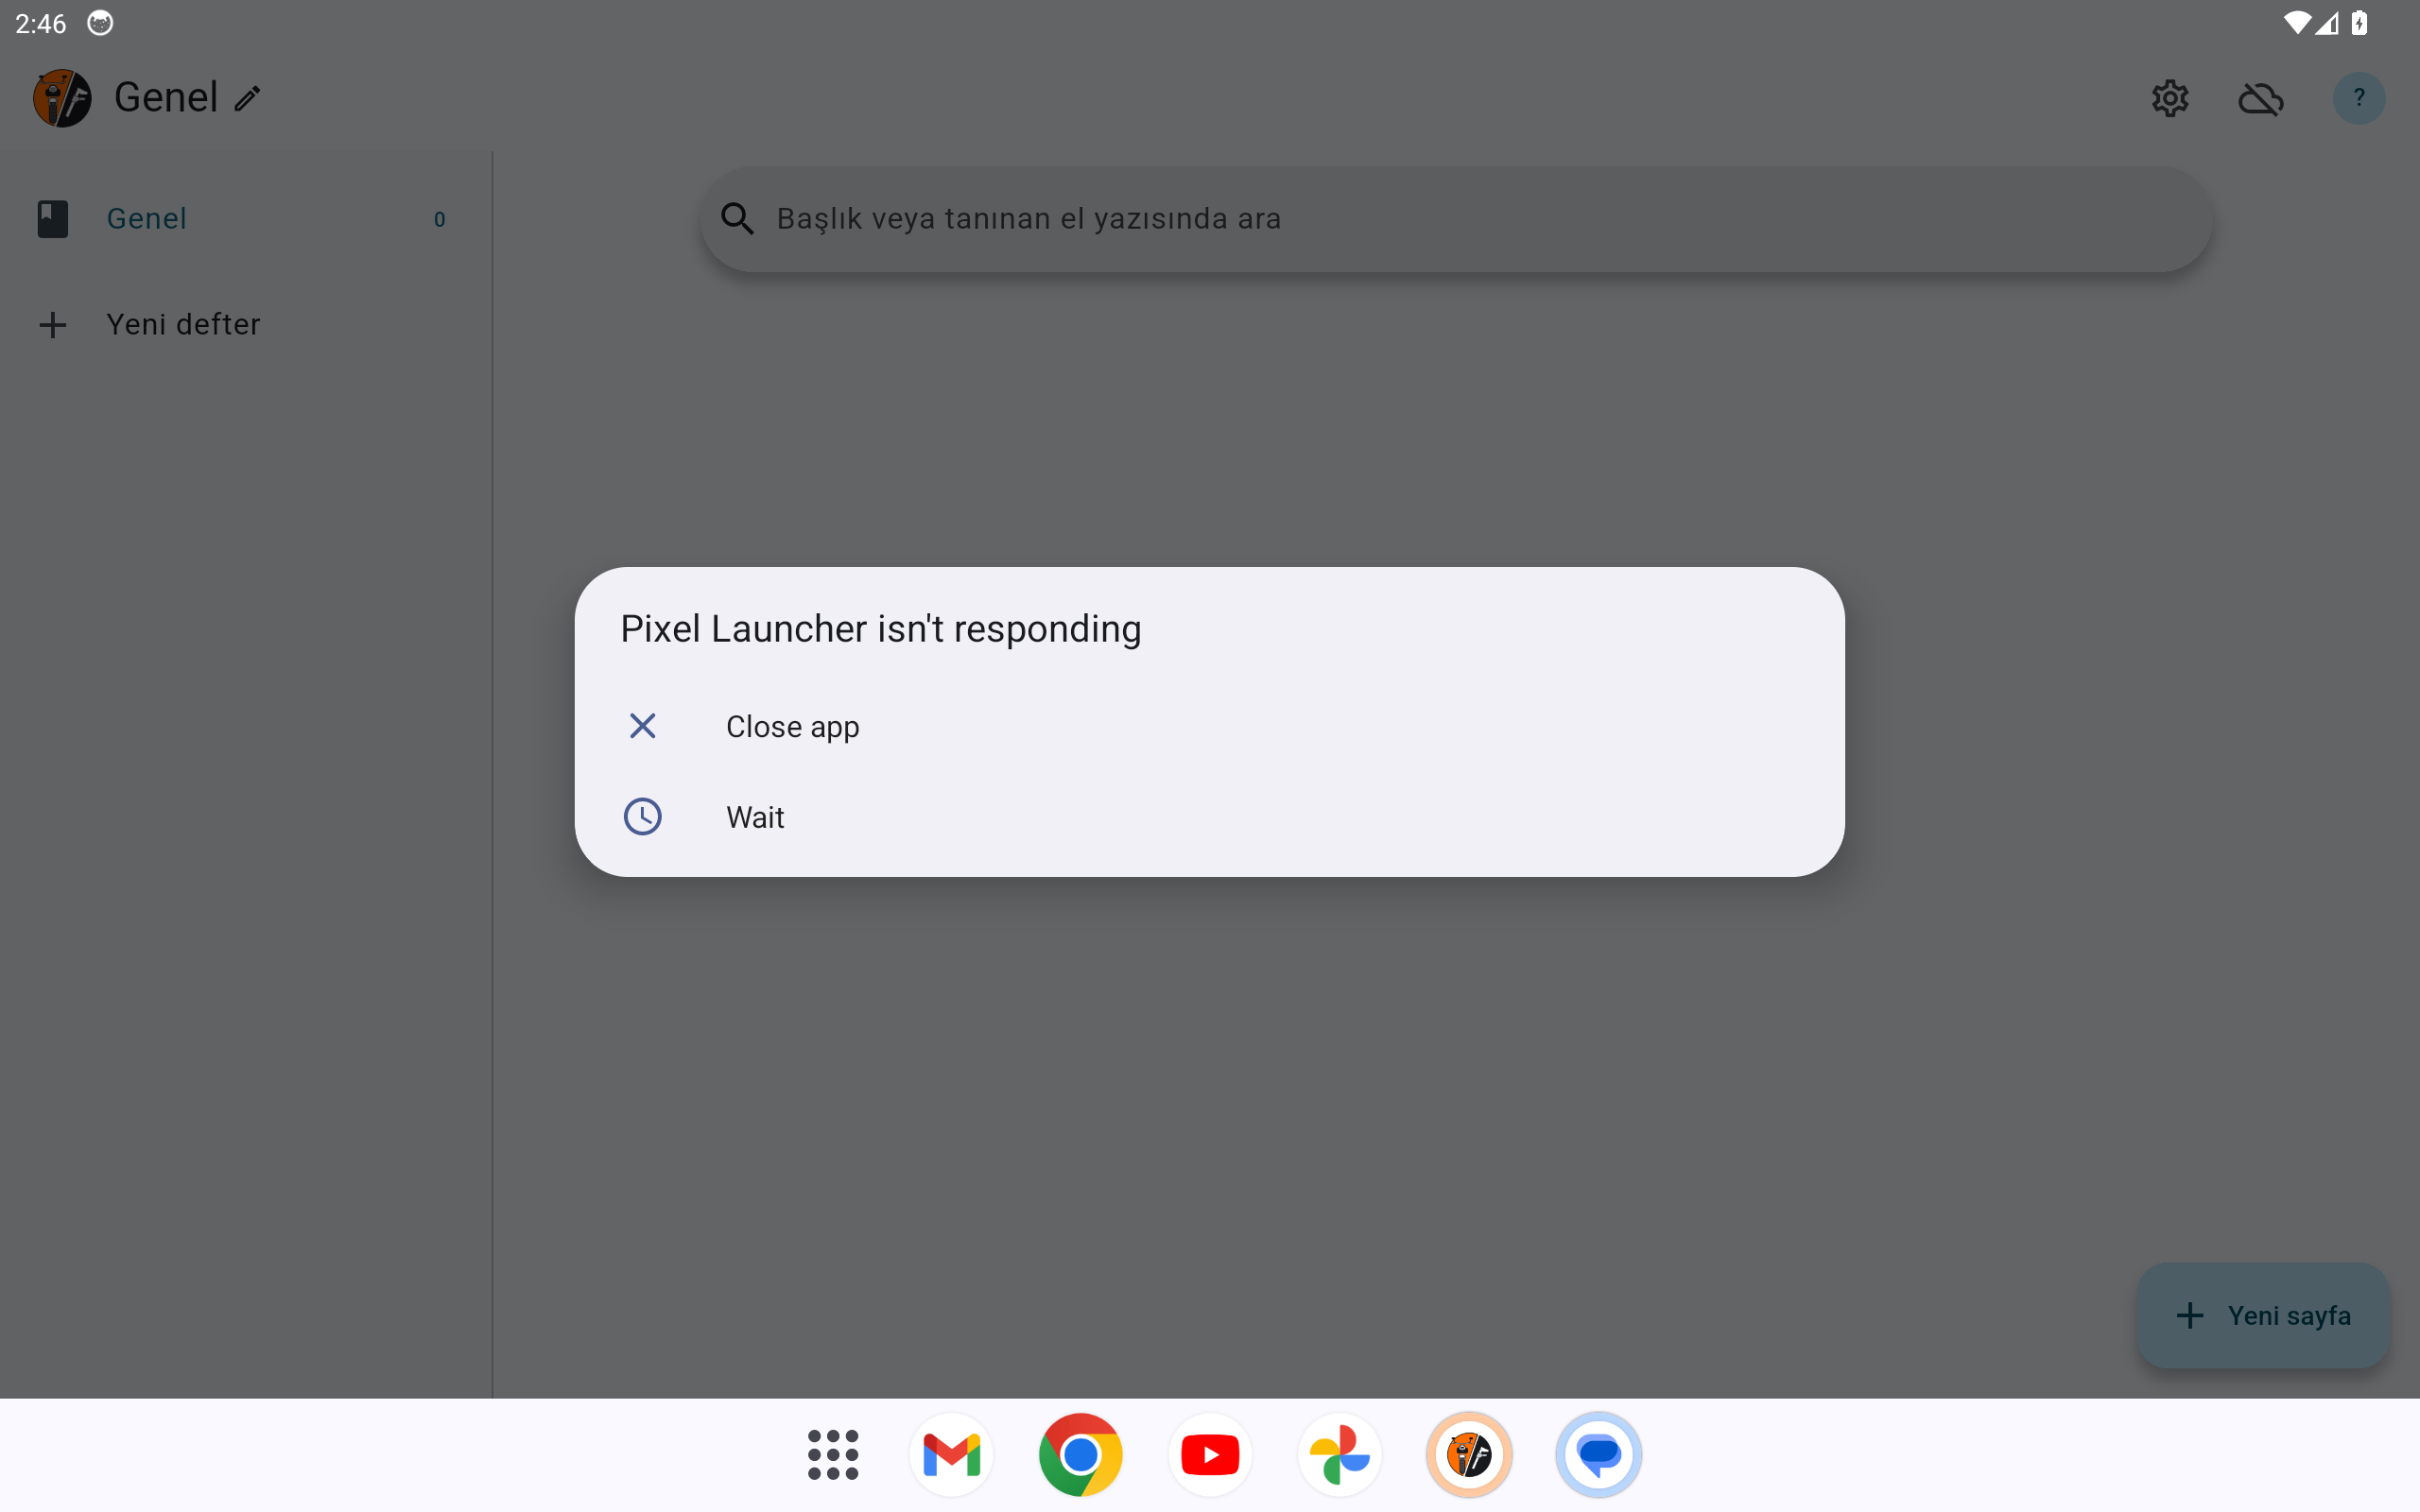 2:46
Genel
?
Genel 0
Yeni defter
Başlık veya tanınan el yazısında ara
Pixel Launcher isn't responding
Close app
Wait
Yeni sayfa